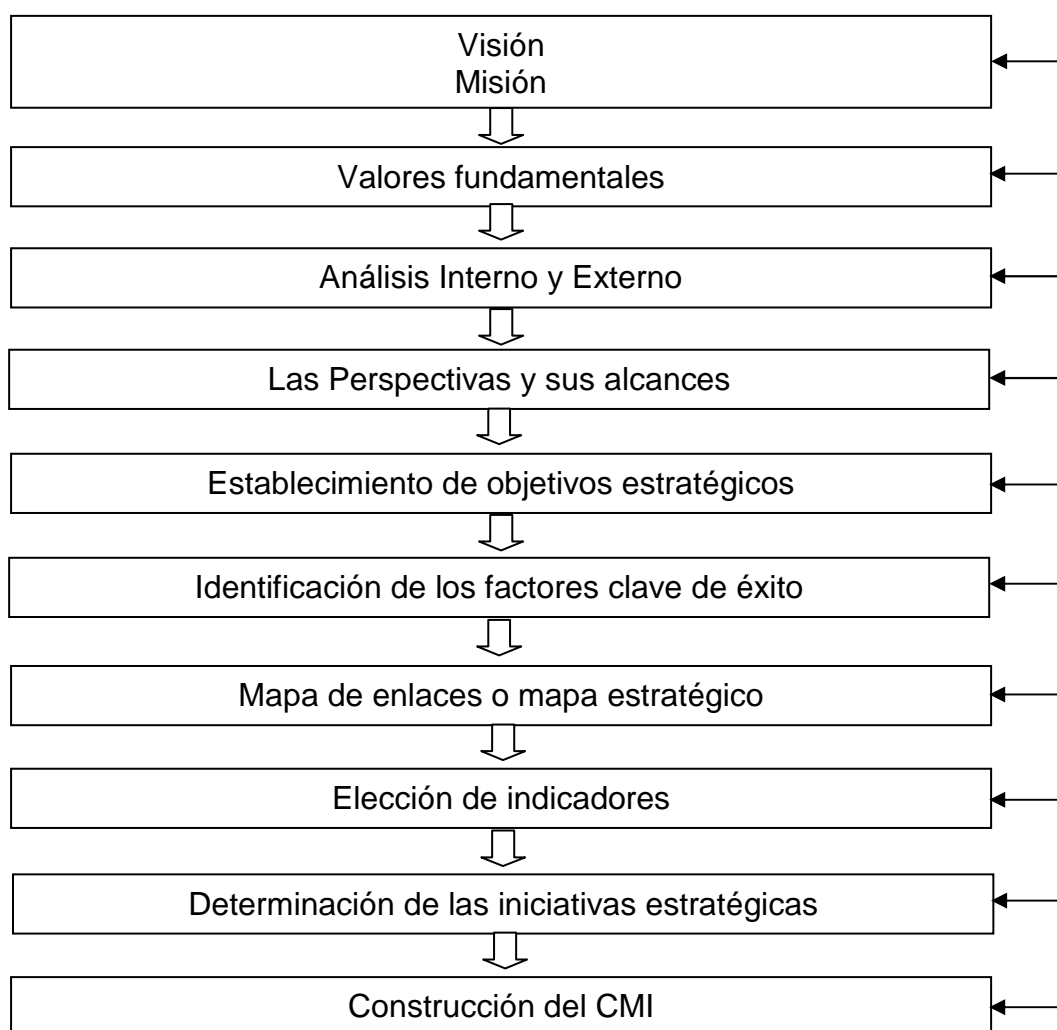 Visión
Misión
Valores fundamentales
Análisis Interno y Externo
Las Perspectivas y sus alcances
Establecimiento de objetivos estratégicos
Identificación de los factores clave de éxito
Mapa de enlaces o mapa estratégico
Elección de indicadores
Determinación de las iniciativas estratégicas
Construcción del CMI